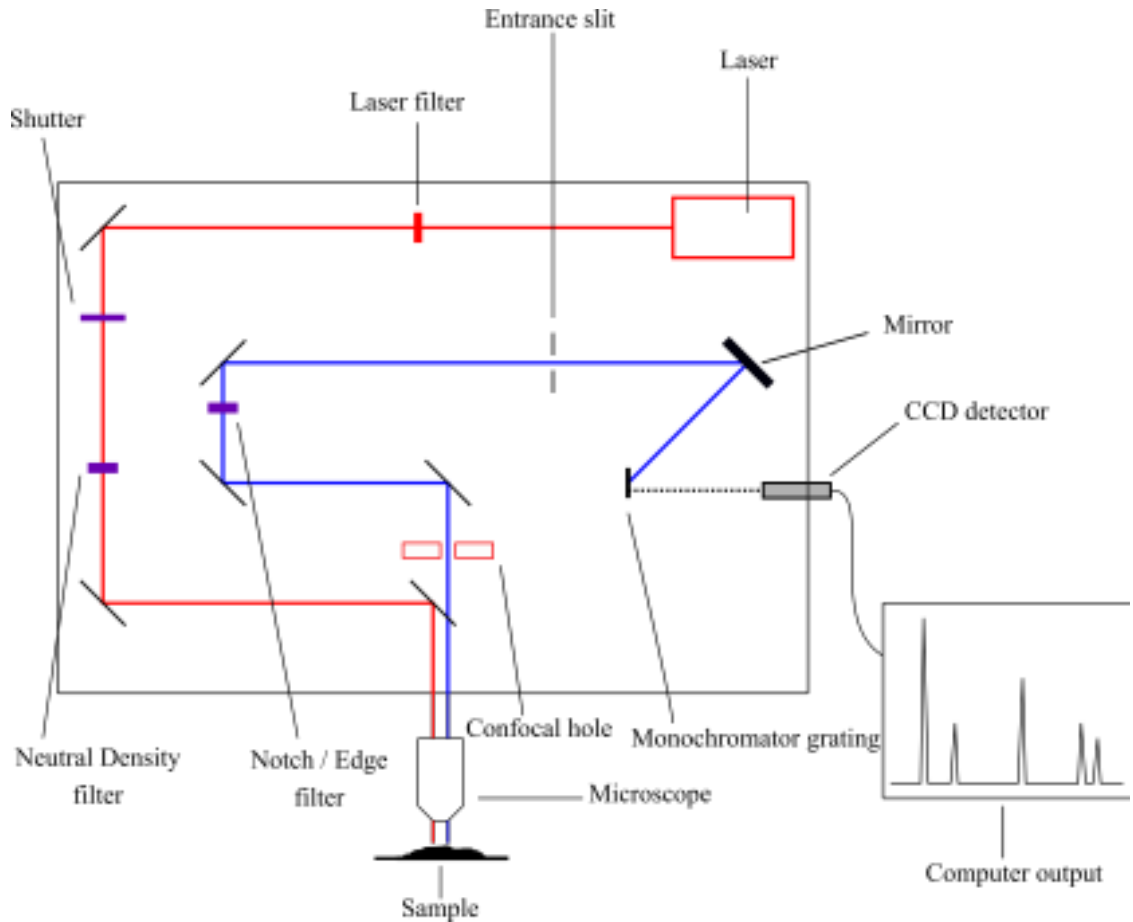 Entrance slit
Laser
Laser filter
Shutter
Mirror
CCD detector
Confocal hole
Monochromator grating
Neutral Density
filter
Notch / Edge
filter
Microscope
Computer output
Sample